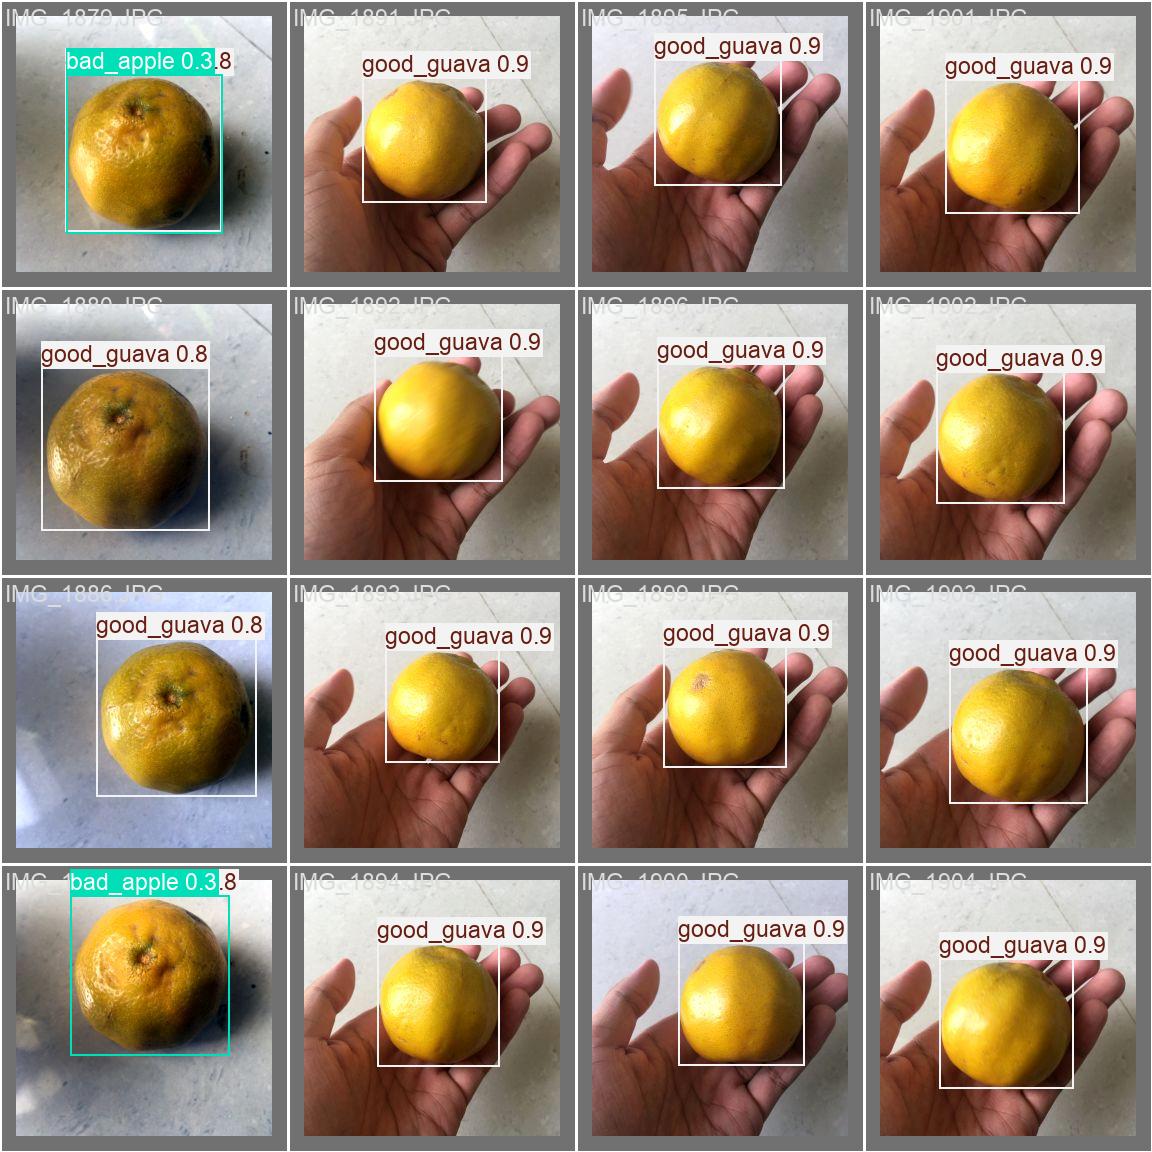 IMG_1879.JPG
bad_apple 0.3.8
IMG_1891.JPG
good_guava 0.9
IMG_1895.JPG
good_guava 0.9
IMG_1901.JPG
good_guava 0.9
IMG_1880.JPG
good_guava 0.8
IMG_1892.JPG
good_guava 0.9
IMG_1896.JPG
good_guava 0.9
IMG_1902.JPG
good_guava 0.9
IMG_1886.JPG
good_guava 0.8
IMG_1893.JPG
good_guava 0.9
IMG_1899.JPG
good_guava 0.9
IMG_1903.JPG
good_guava 0.9
bad_apple 0.3.8
IMG_1894.JPG
good_guava 0.9
IMG_1900.JPG
good_guava 0.9
IMG_1904.JPG
good_guava 0.9